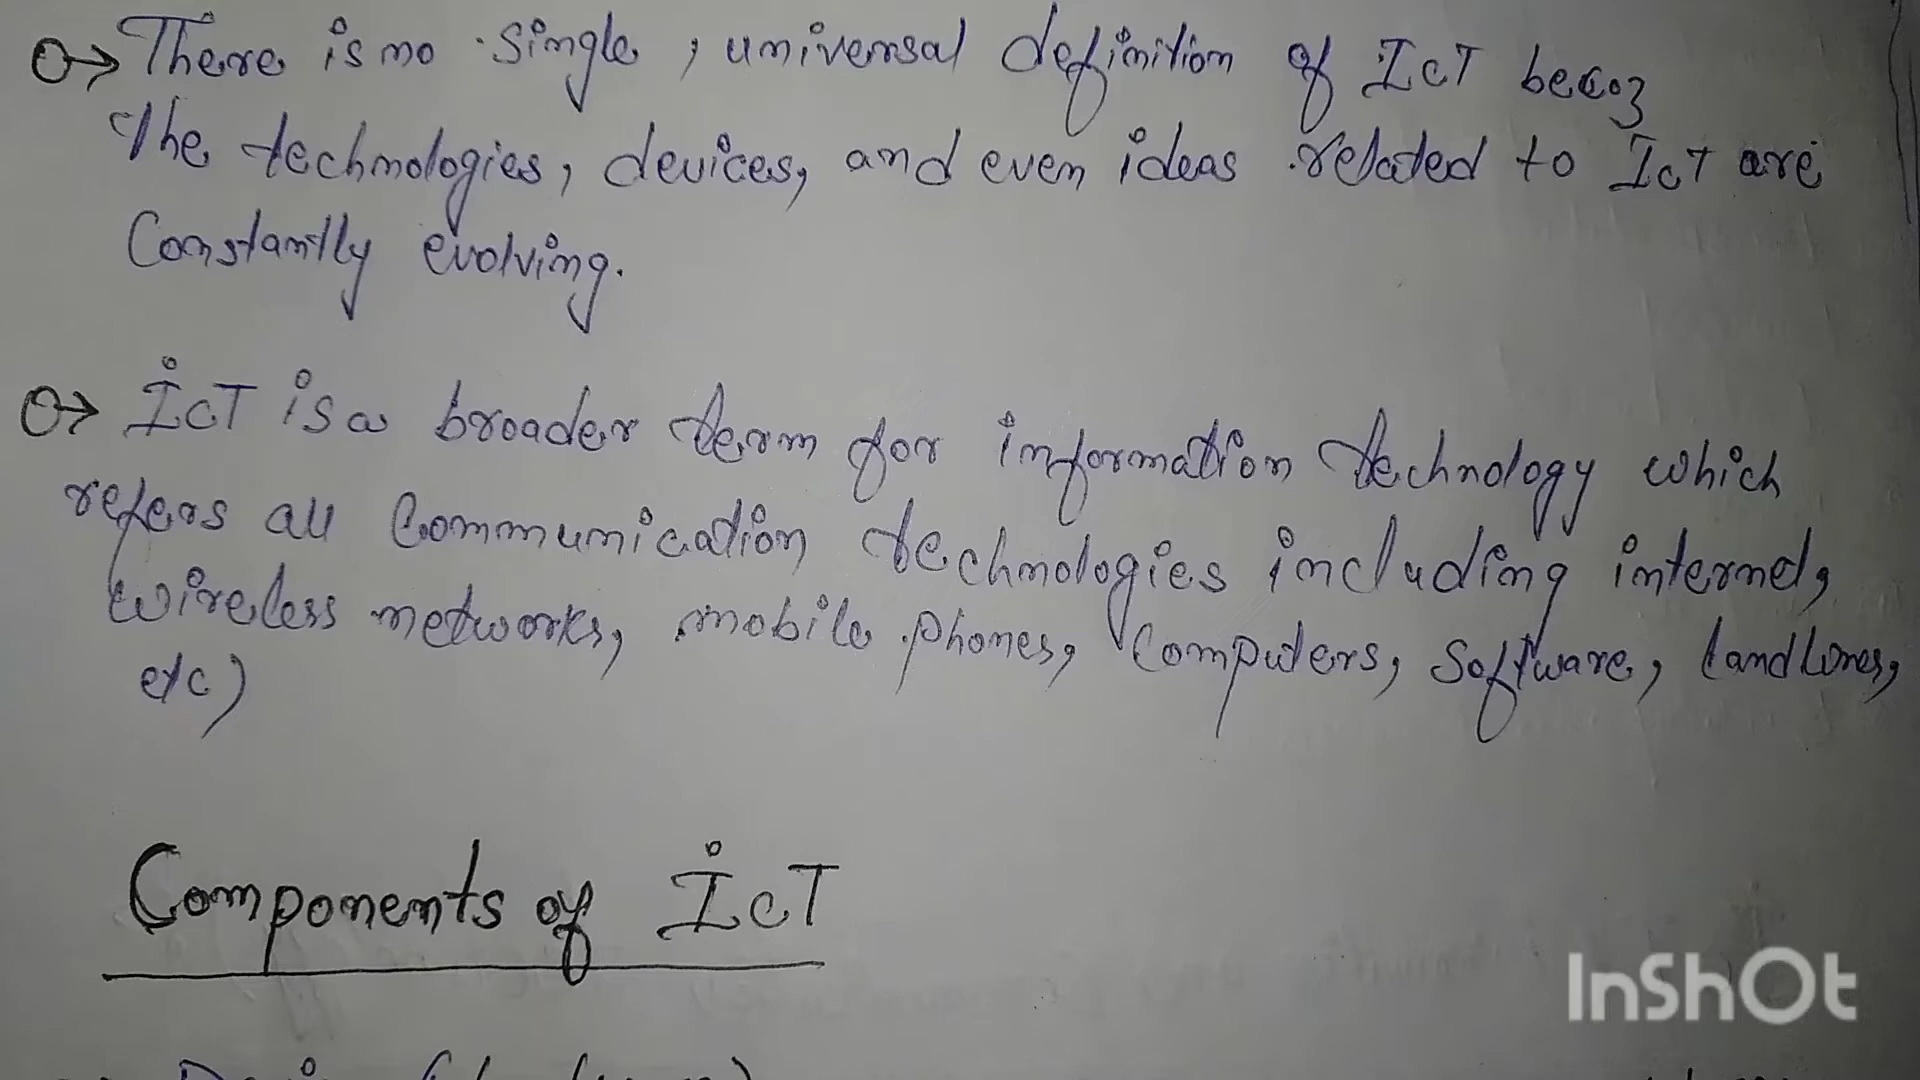 There is no single, universal definition of IcT becoz
The technologies, devices, and even ideas related to IcT are
Constantly evolving.
IcT is a broader term for information technology which
refers all Communication technologies including internet,
wireless networks, mobile phones, Computers, Software, landlines,
etc)
Components of IcT
InShOt